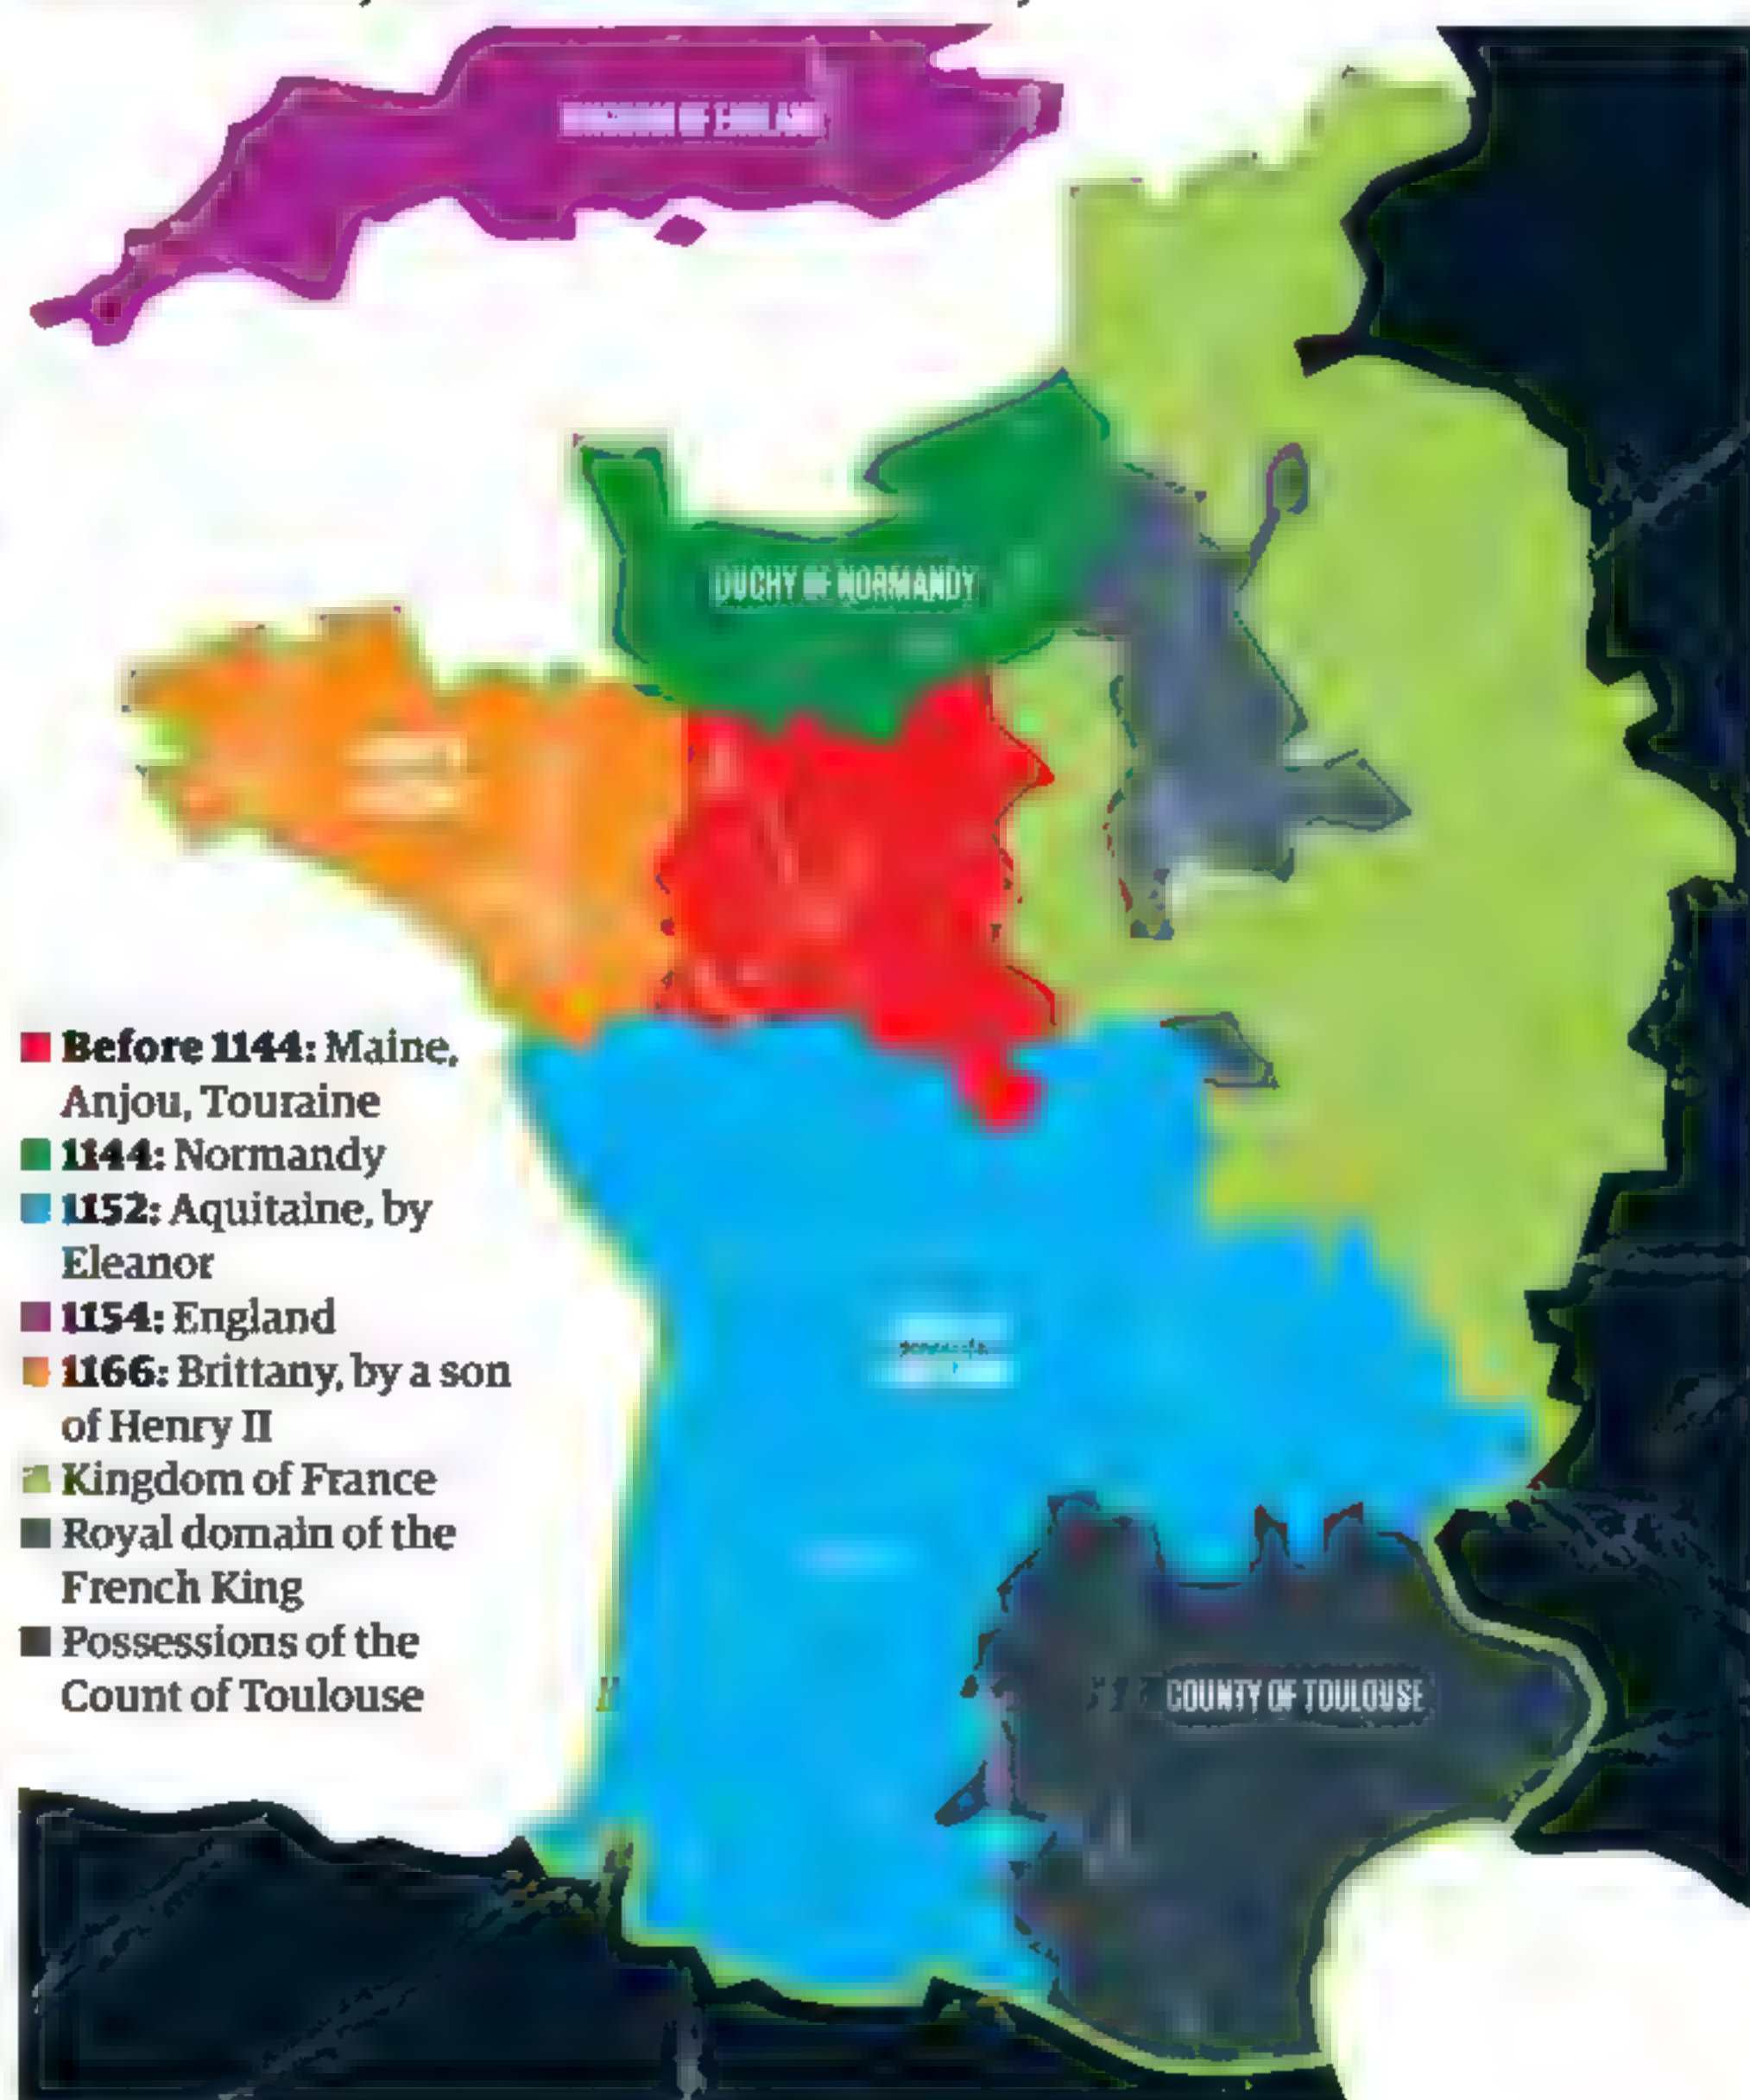 DUCHY OF NORMANDY
Before 1144: Maine,
Anjou, Touraine
1144: Normandy
1152: Aquitaine, by
Eleanor
1154: England
1166: Brittany, by a son
of Henry II
Kingdom of France
Royal domain of the
French King
Possessions of the
Count of Toulouse
COUNTY OF TOULOUSE